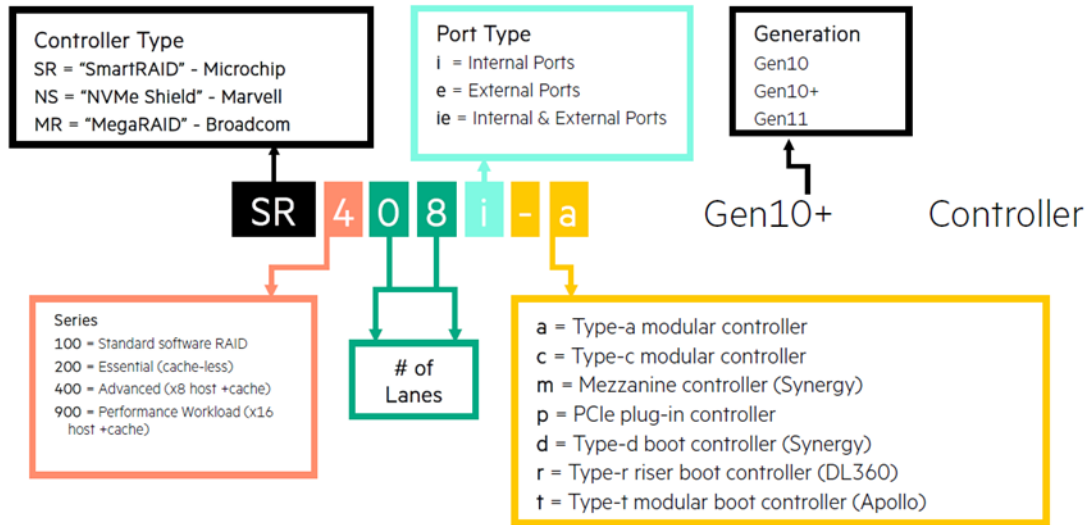 Controller Type
SR = “SmartRAID” - Microchip
NS = “NVMe Shield” - Marvell
MR = “MegaRAID” - Broadcom
Port Type
i = Internal Ports
e = External Ports
ie = Internal & External Ports
Generation
Gen10
Gen10+
Gen11
SR 4 0 8 i - a Gen10+ Controller
Series
100 = Standard software RAID
200 = Essential (cache-less)
400 = Advanced (x8 host +cache)
900 = Performance Workload (x16
host +cache)
# of
Lanes
a = Type-a modular controller
c = Type-c modular controller
m = Mezzanine controller (Synergy)
p = PCIe plug-in controller
d = Type-d boot controller (Synergy)
r = Type-r riser boot controller (DL360)
t = Type-t modular boot controller (Apollo)